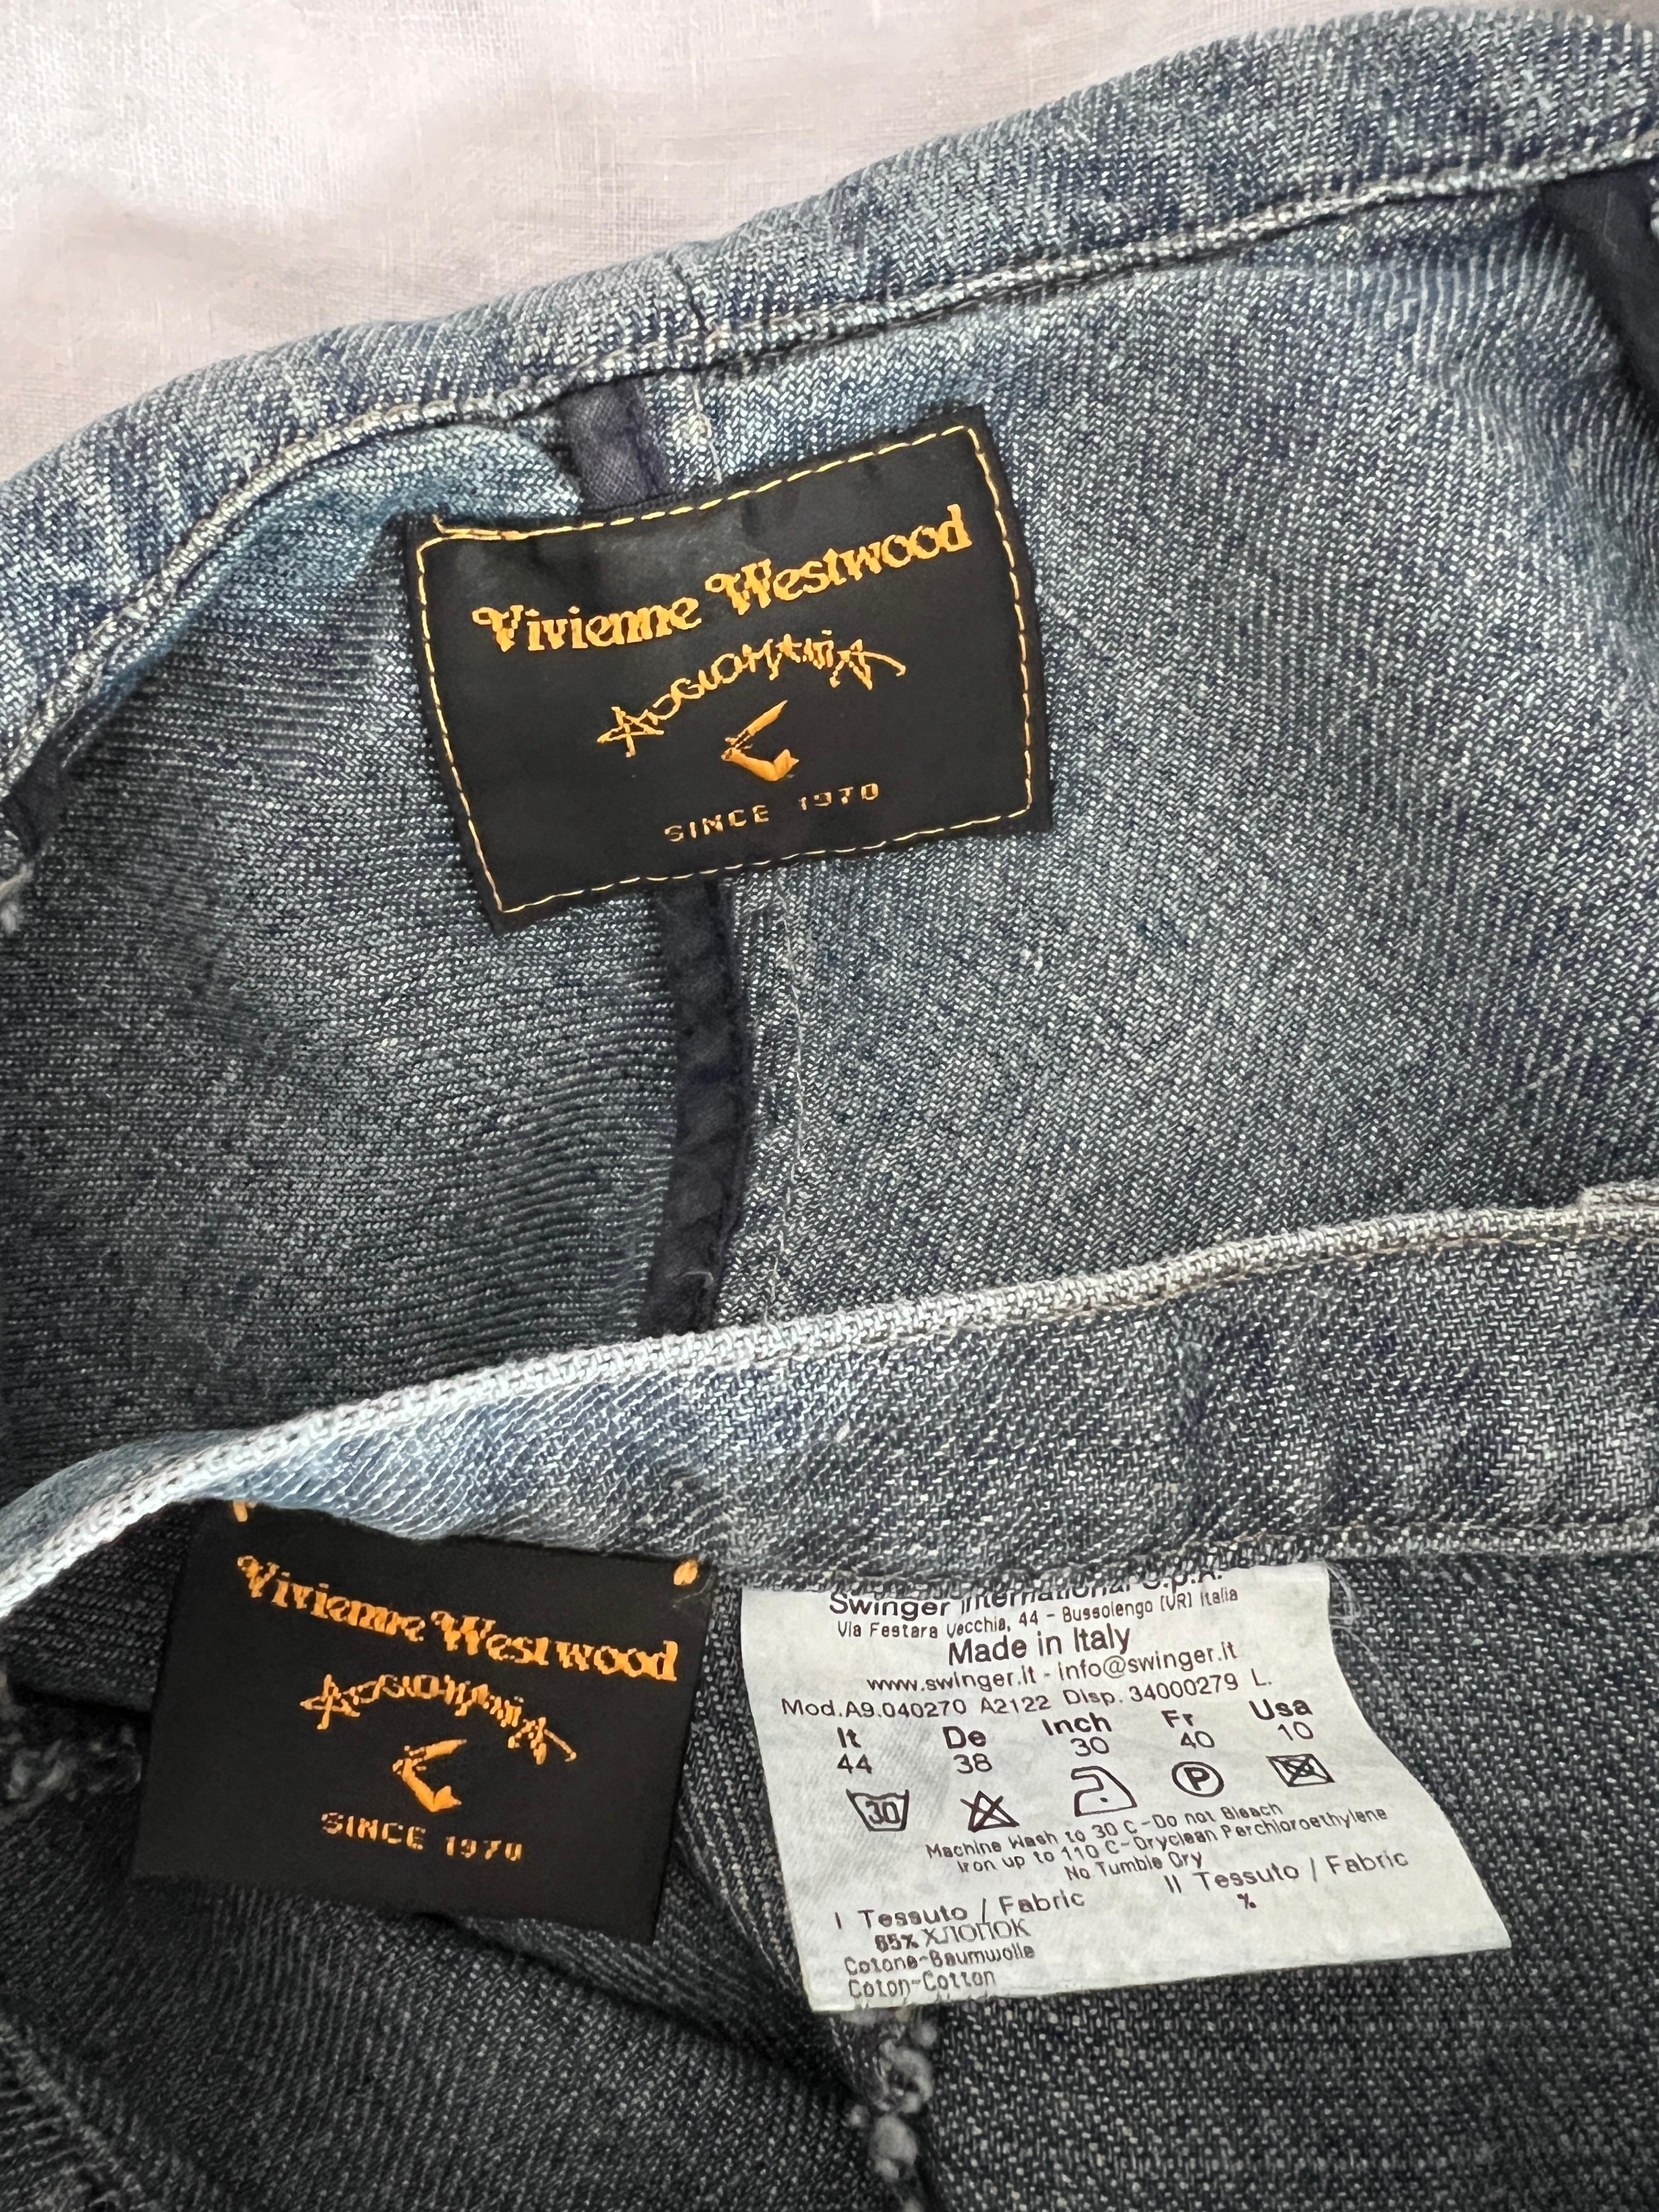 Vivienne Westwood
ANGLOMANIA
SINCE 1970
Vivienne Westwood
ANGLOMANIA
SINCE 1970
Swinger International S.p.A.
Via Festara Vecchia, 44 - Bussolengo (VR) Italia
Made in Italy
www.swinger.it - info@swinger.it
Mod.A9.040270 A2122 Disp. 34000279 L.
It De Inch Fr Usa
44 38 30 40 10
30 P
Machine Wash to 30 C-Do not Bleach
Iron up to 110 C-Dryclean Perchloroethylene
No Tumble Dry
I Tessuto / Fabric II Tessuto / Fabric
65% ХЛОПОК %
Cotone-Baumwolle
Coton-Cotton